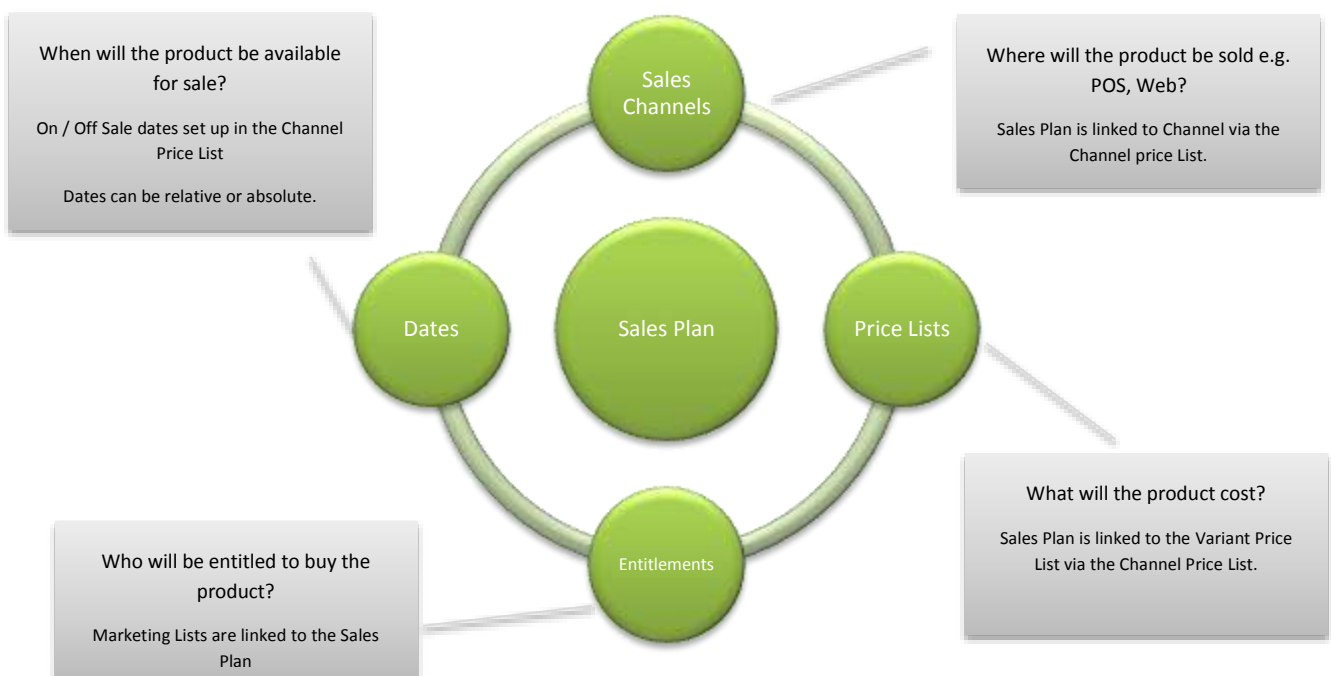 When will the product be available
for sale?
On / Off Sale dates set up in the Channel
Price List
Dates can be relative or absolute.
Sales
Channels
Where will the product be sold e.g.
POS, Web?
Sales Plan is linked to Channel via the
Channel price List.
Dates
Sales Plan
Price Lists
What will the product cost?
Sales Plan is linked to the Variant Price
List via the Channel Price List.
Entitlements
Who will be entitled to buy the
product?
Marketing Lists are linked to the Sales
Plan